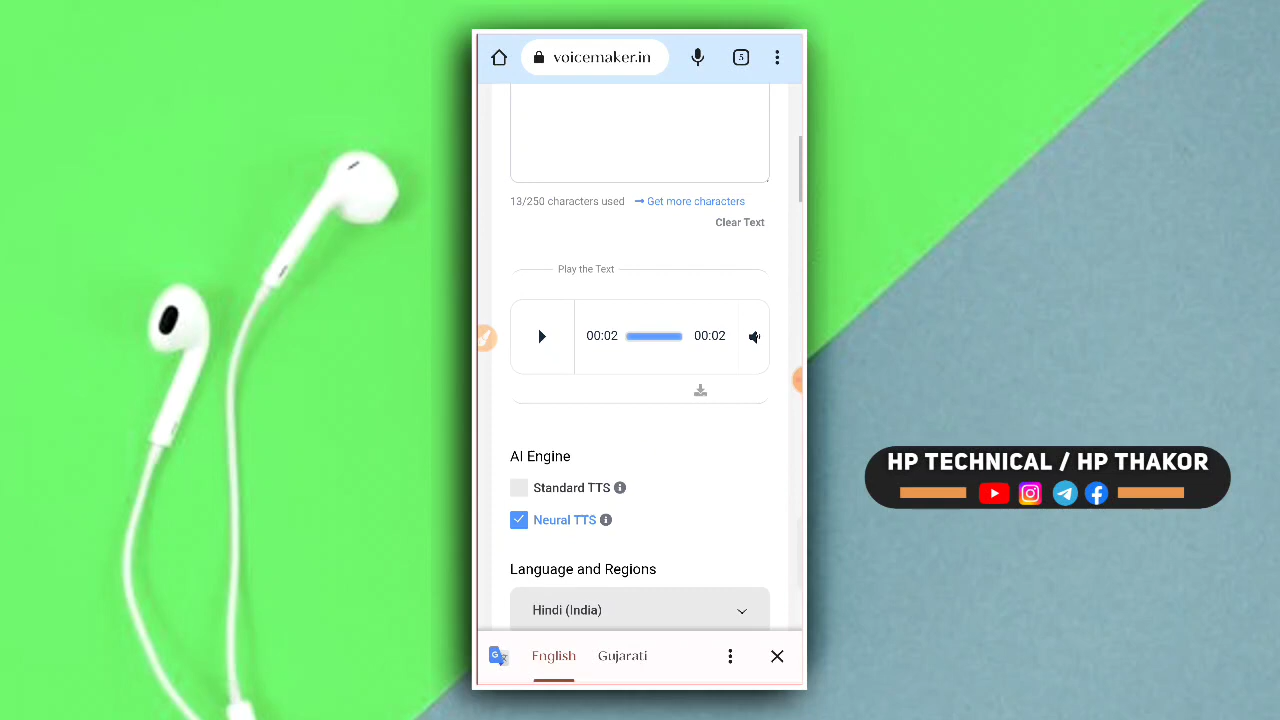 voicemaker.in
5
13/250 characters used
Get more characters
Clear Text
Play the Text
00:02
00:02
AI Engine
Standard TTS
Neural TTS
Language and Regions
Hindi (India)
English
Gujarati
HP TECHNICAL / HP THAKOR